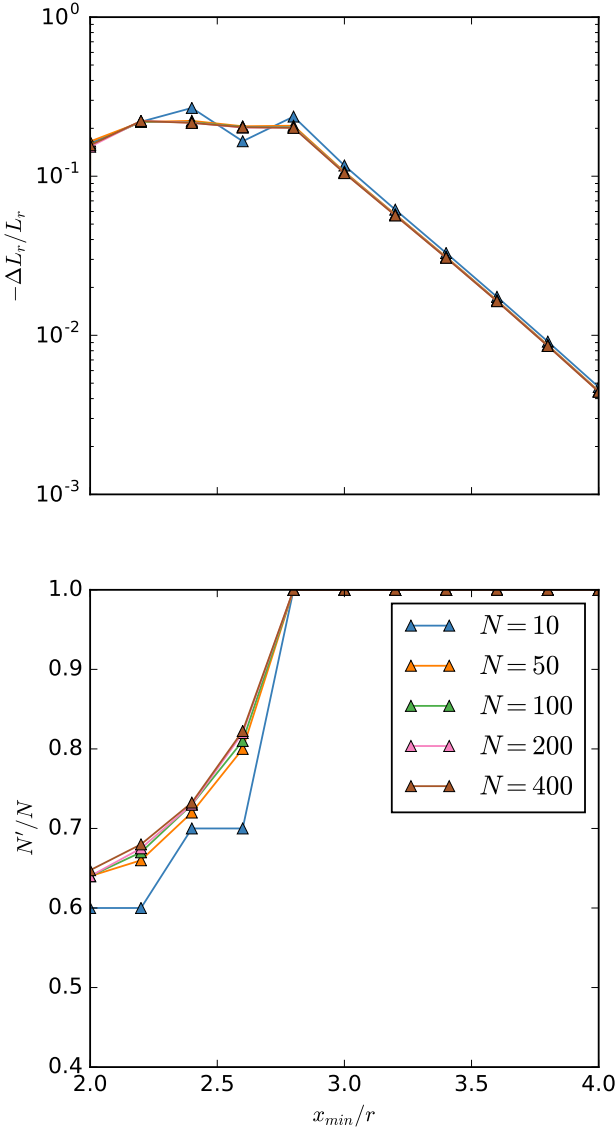 10^0
10^-1
10^-2
10^-3
−ΔL_r/L_r
1.0
0.9
0.8
0.7
0.6
0.5
0.4
N′/N
N = 10
N = 50
N = 100
N = 200
N = 400
2.0 2.5 3.0 3.5 4.0
x_min/r